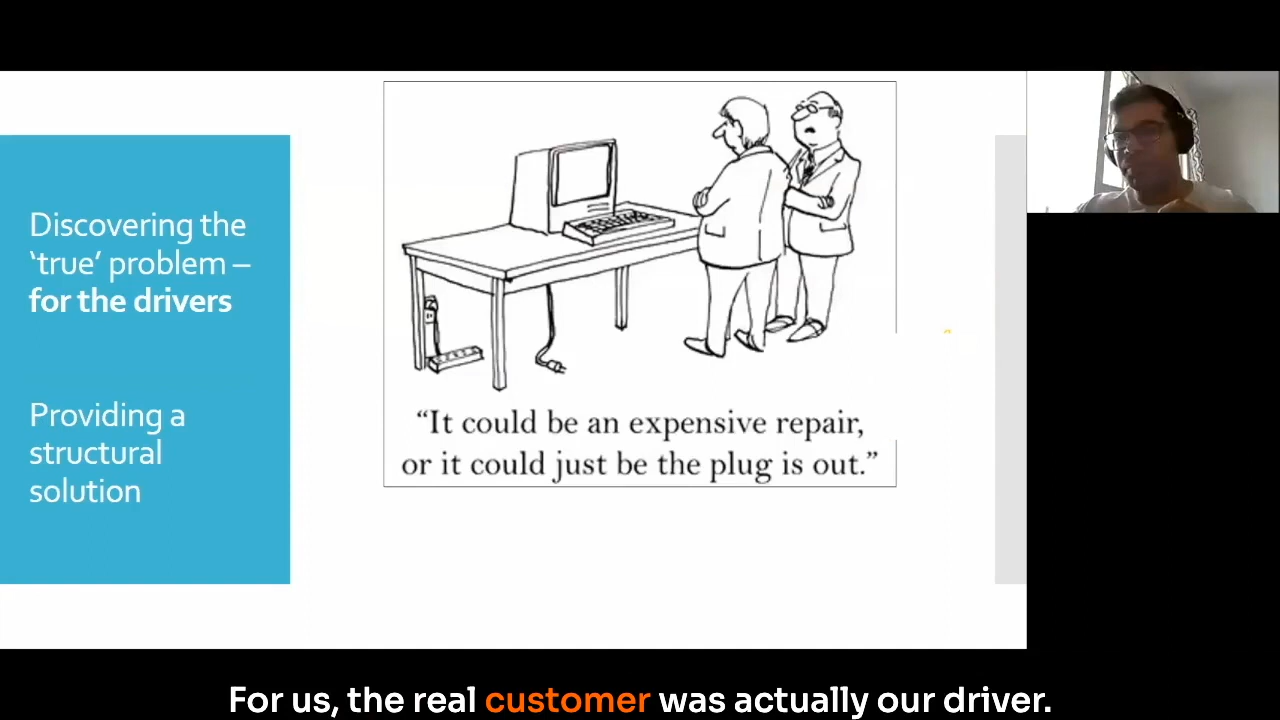 Discovering the
‘true’ problem –
for the drivers
Providing a
structural
solution
“It could be an expensive repair,
or it could just be the plug is out.”
For us, the real customer was actually our driver.